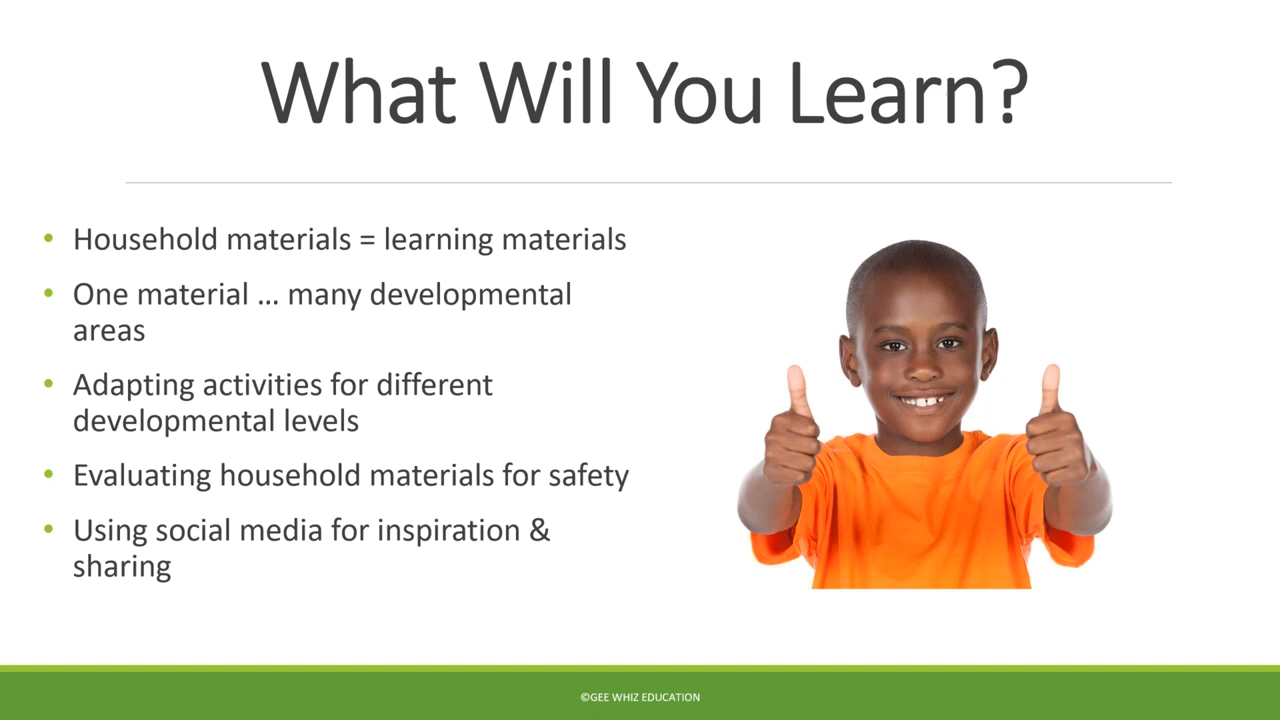 What Will You Learn?
• Household materials = learning materials
• One material … many developmental
areas
• Adapting activities for different
developmental levels
• Evaluating household materials for safety
• Using social media for inspiration &
sharing
©GEE WHIZ EDUCATION